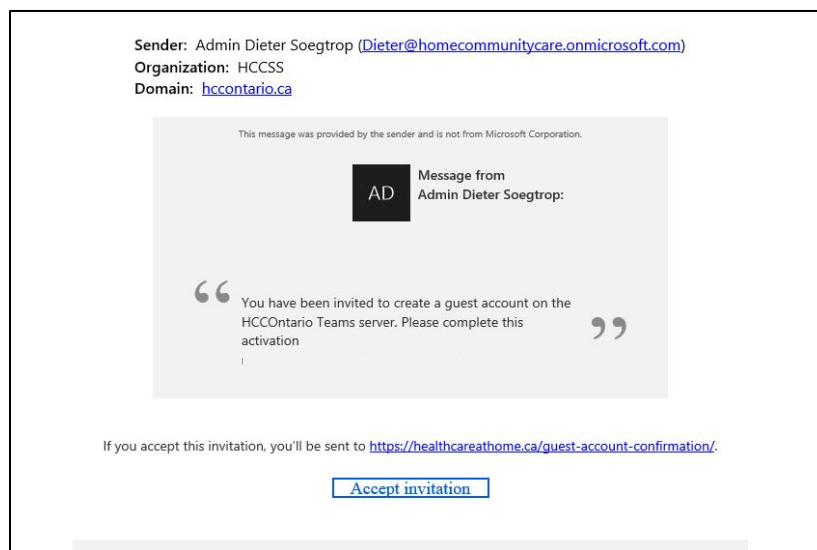 Sender: Admin Dieter Soegtrop (Dieter@homecommunitycare.onmicrosoft.com)
Organization: HCCSS
Domain: hccontario.ca
This message was provided by the sender and is not from Microsoft Corporation.
AD
Message from
Admin Dieter Soegtrop:
“
You have been invited to create a guest account on the
HCCOntario Teams server. Please complete this
activation
”
If you accept this invitation, you’ll be sent to https://healthcareathome.ca/guest-account-confirmation/.
Accept invitation